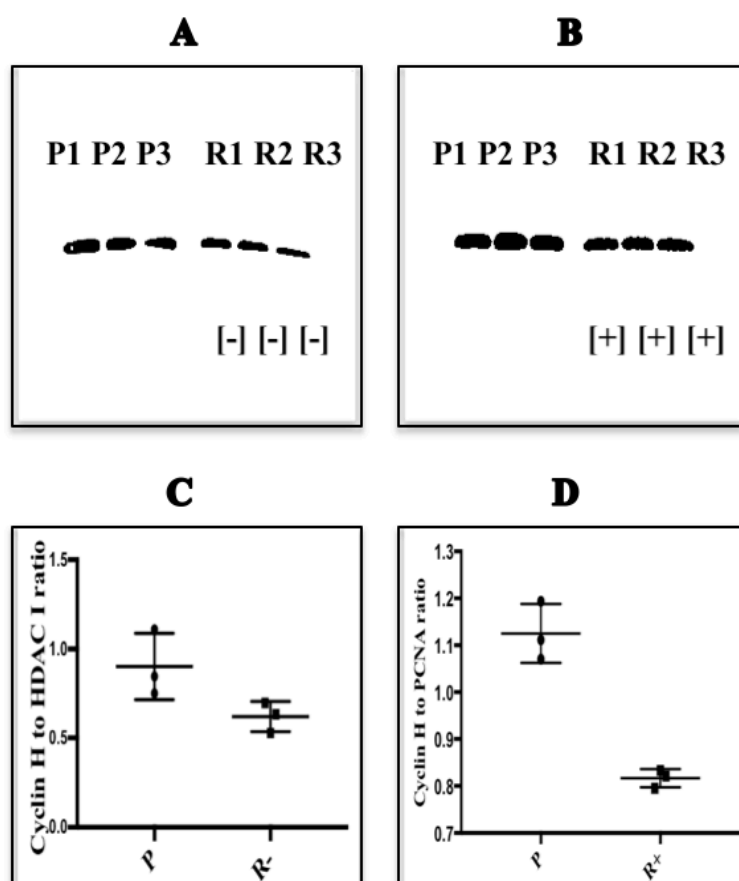 A
B
P1 P2 P3 R1 R2 R3
[-] [-] [-]
P1 P2 P3 R1 R2 R3
[+] [+] [+]
C
D
Cyclin H to HDAC I ratio
1.5
1.0
0.5
0.0
P
R-
Cyclin H to PCNA ratio
1.3
1.2
1.1
1.0
0.9
0.8
0.7
P
R+